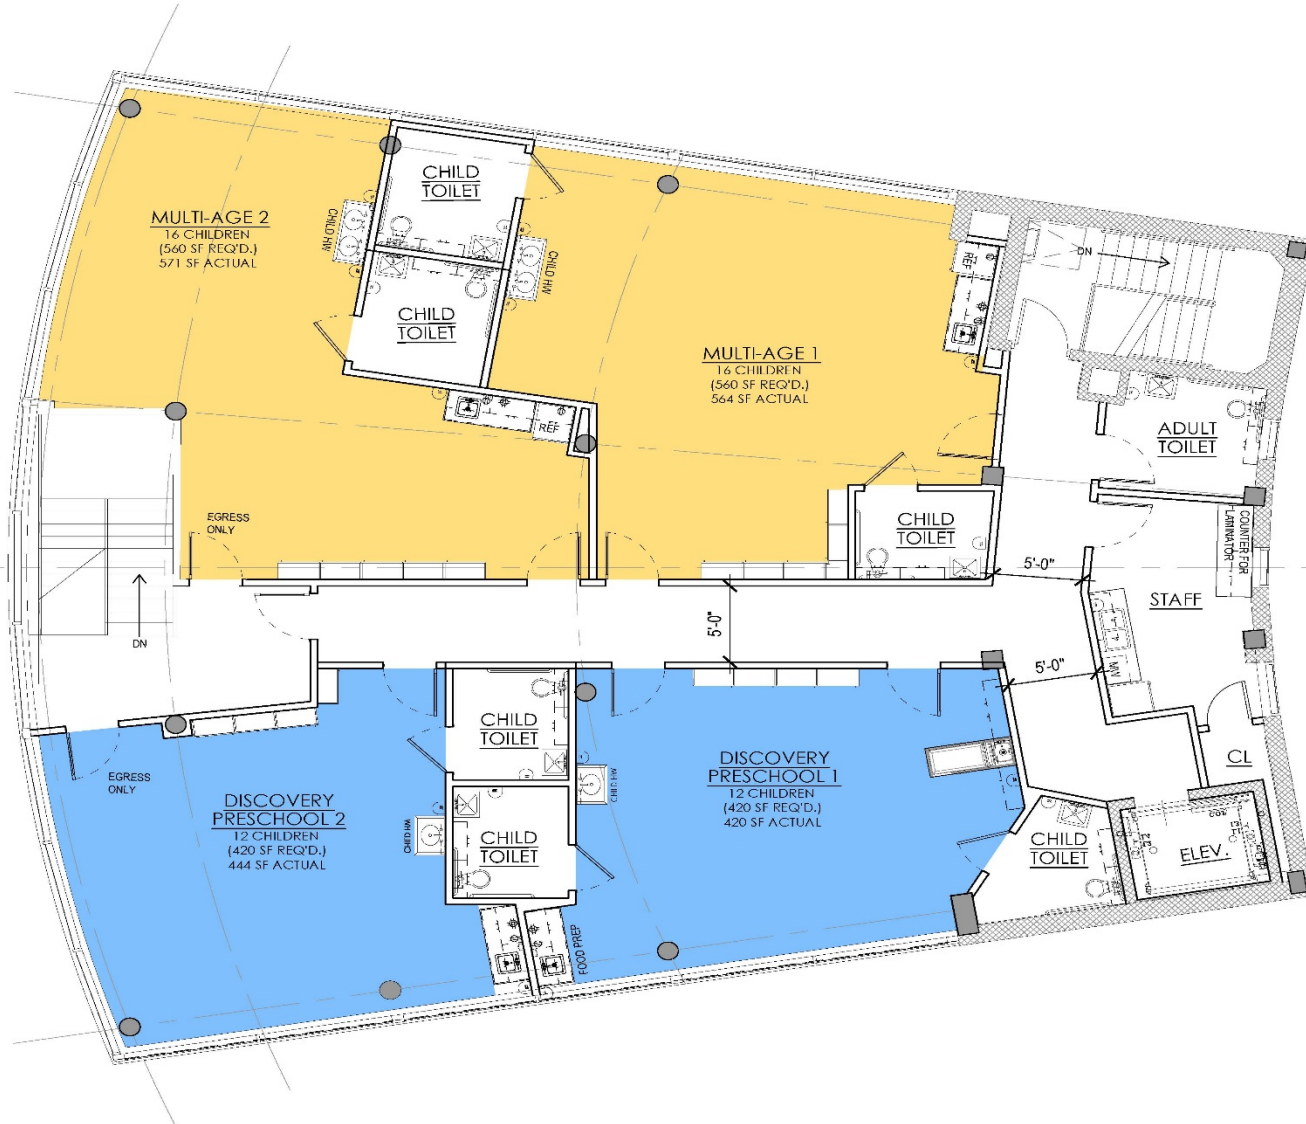 CHILD
TOILET
MULTI-AGE 2
16 CHILDREN
(560 SF REQ'D.)
571 SF ACTUAL
CHILD HW
CHILD HW
CHILD
TOILET
REF
DN
MULTI-AGE 1
16 CHILDREN
(560 SF REQ'D.)
564 SF ACTUAL
REF
ADULT
TOILET
EGRESS
ONLY
CHILD
TOILET
COUNTER FOR
LAMINATOR
5'-0"
STAFF
DN
5'-0"
MW
5'-0"
CHILD
TOILET
EGRESS
ONLY
DISCOVERY
PRESCHOOL 2
12 CHILDREN
(420 SF REQ'D.)
444 SF ACTUAL
CHILD HW
CHILD HW
DISCOVERY
PRESCHOOL 1
12 CHILDREN
(420 SF REQ'D.)
420 SF ACTUAL
CL
CHILD
TOILET
CHILD
TOILET
ELEV.
FOOD PREP